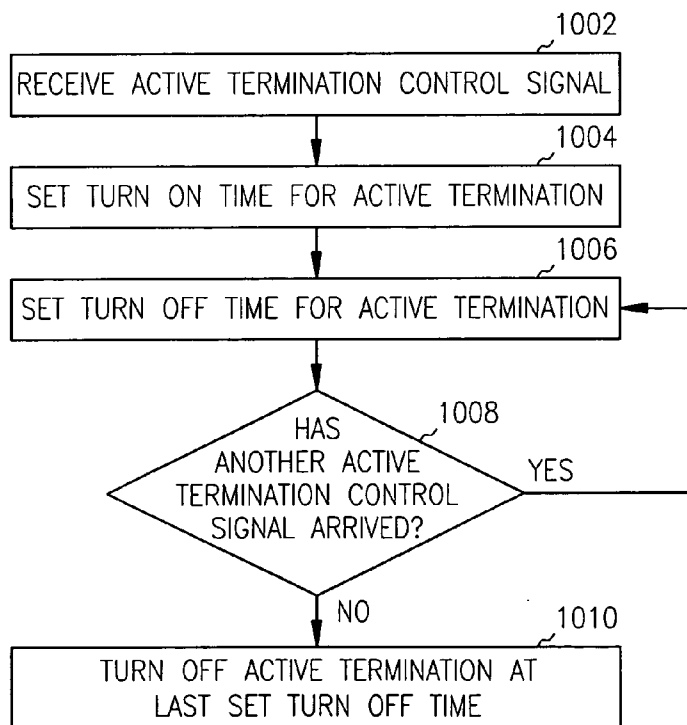 1002
RECEIVE ACTIVE TERMINATION CONTROL SIGNAL
1004
SET TURN ON TIME FOR ACTIVE TERMINATION
1006
SET TURN OFF TIME FOR ACTIVE TERMINATION
1008
HAS
ANOTHER ACTIVE
TERMINATION CONTROL
SIGNAL ARRIVED?
YES
NO
1010
TURN OFF ACTIVE TERMINATION AT
LAST SET TURN OFF TIME